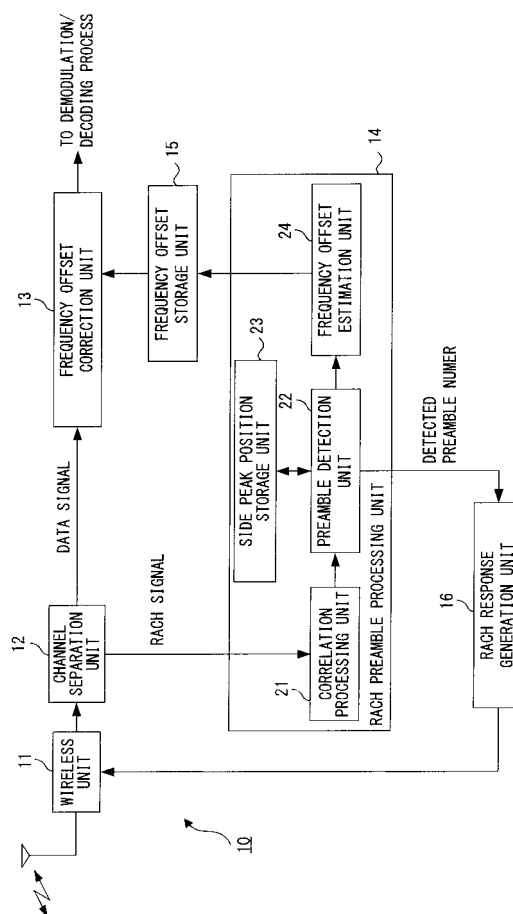 10
11
WIRELESS
UNIT
12
CHANNEL
SEPARATION
UNIT
DATA SIGNAL
13
FREQUENCY OFFSET
CORRECTION UNIT
TO DEMODULATION/
DECODING PROCESS
RACH SIGNAL
15
FREQUENCY OFFSET
STORAGE UNIT
14
RACH PREAMBLE PROCESSING UNIT
21
CORRELATION
PROCESSING UNIT
22
PREAMBLE DETECTION
UNIT
23
SIDE PEAK POSITION
STORAGE UNIT
24
FREQUENCY OFFSET
ESTIMATION UNIT
DETECTED
PREAMBLE NUMER
16
RACH RESPONSE
GENERATION UNIT